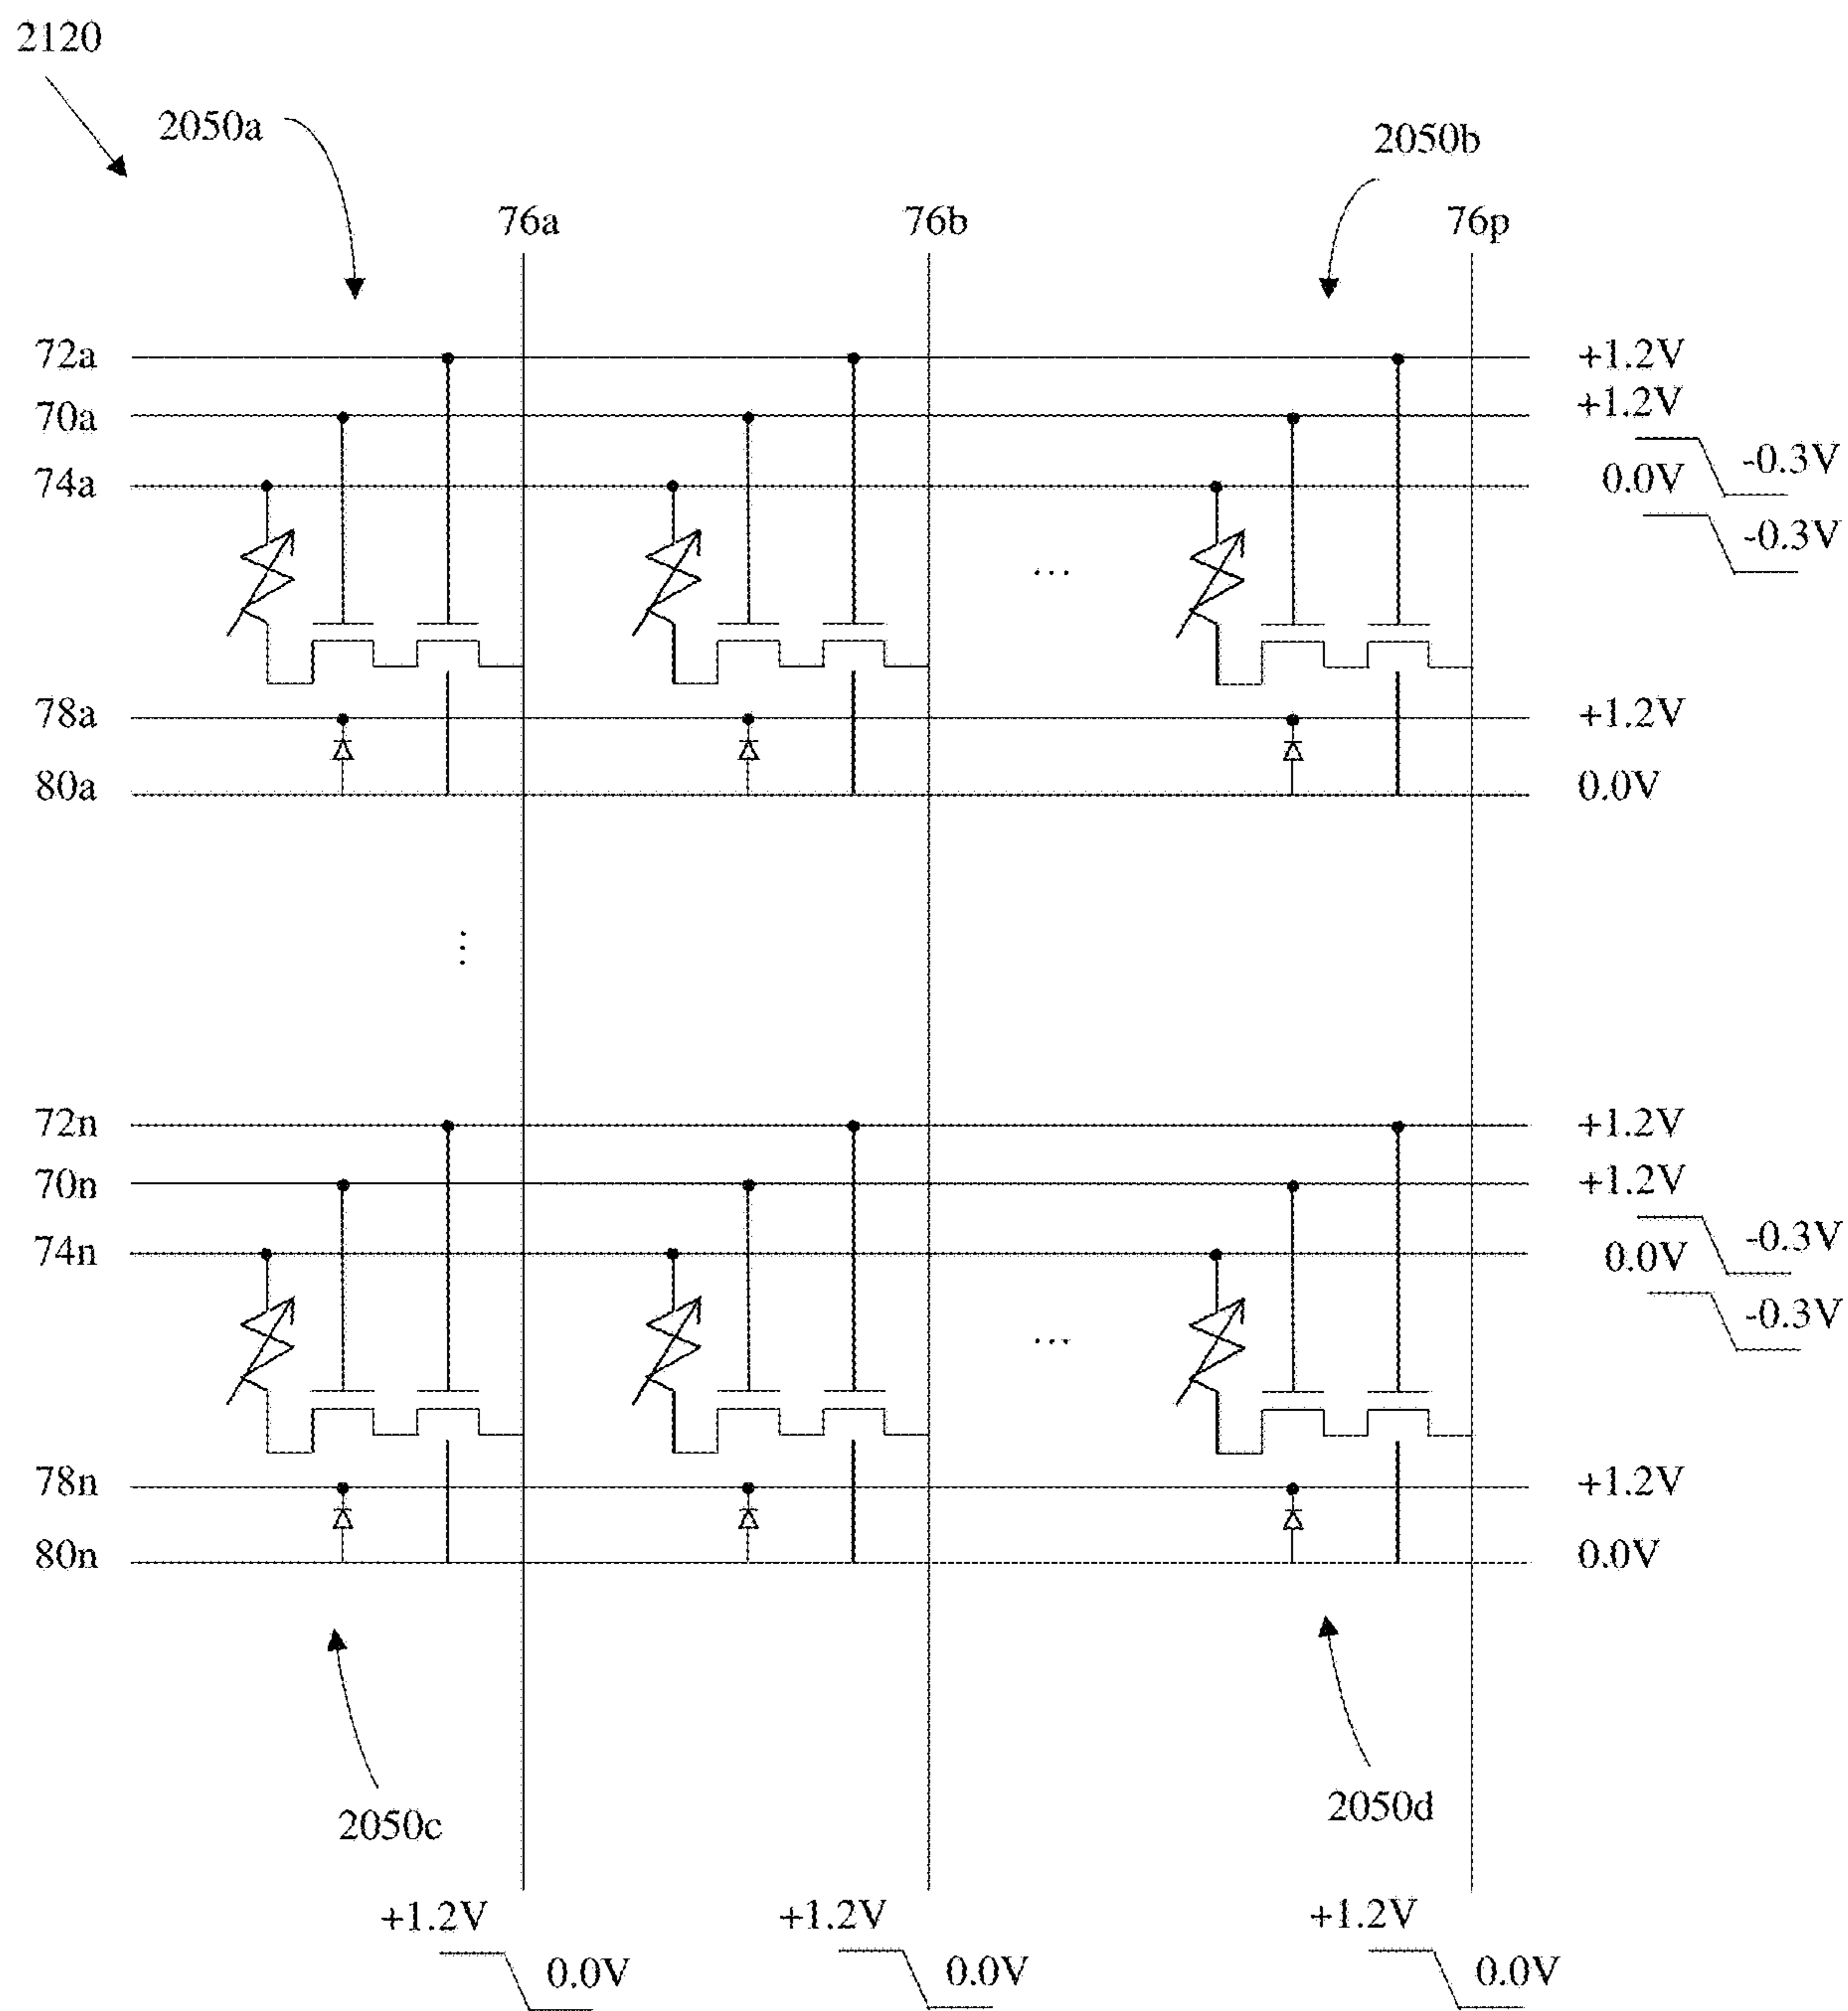 2120
2050a
2050b
76a 76b 76p
72a +1.2V
70a +1.2V
-0.3V
74a 0.0V
-0.3V
...
78a +1.2V
80a 0.0V
...
72n +1.2V
70n +1.2V
-0.3V
74n 0.0V
-0.3V
...
78n +1.2V
80n 0.0V
2050c
2050d
+1.2V +1.2V +1.2V
0.0V 0.0V 0.0V